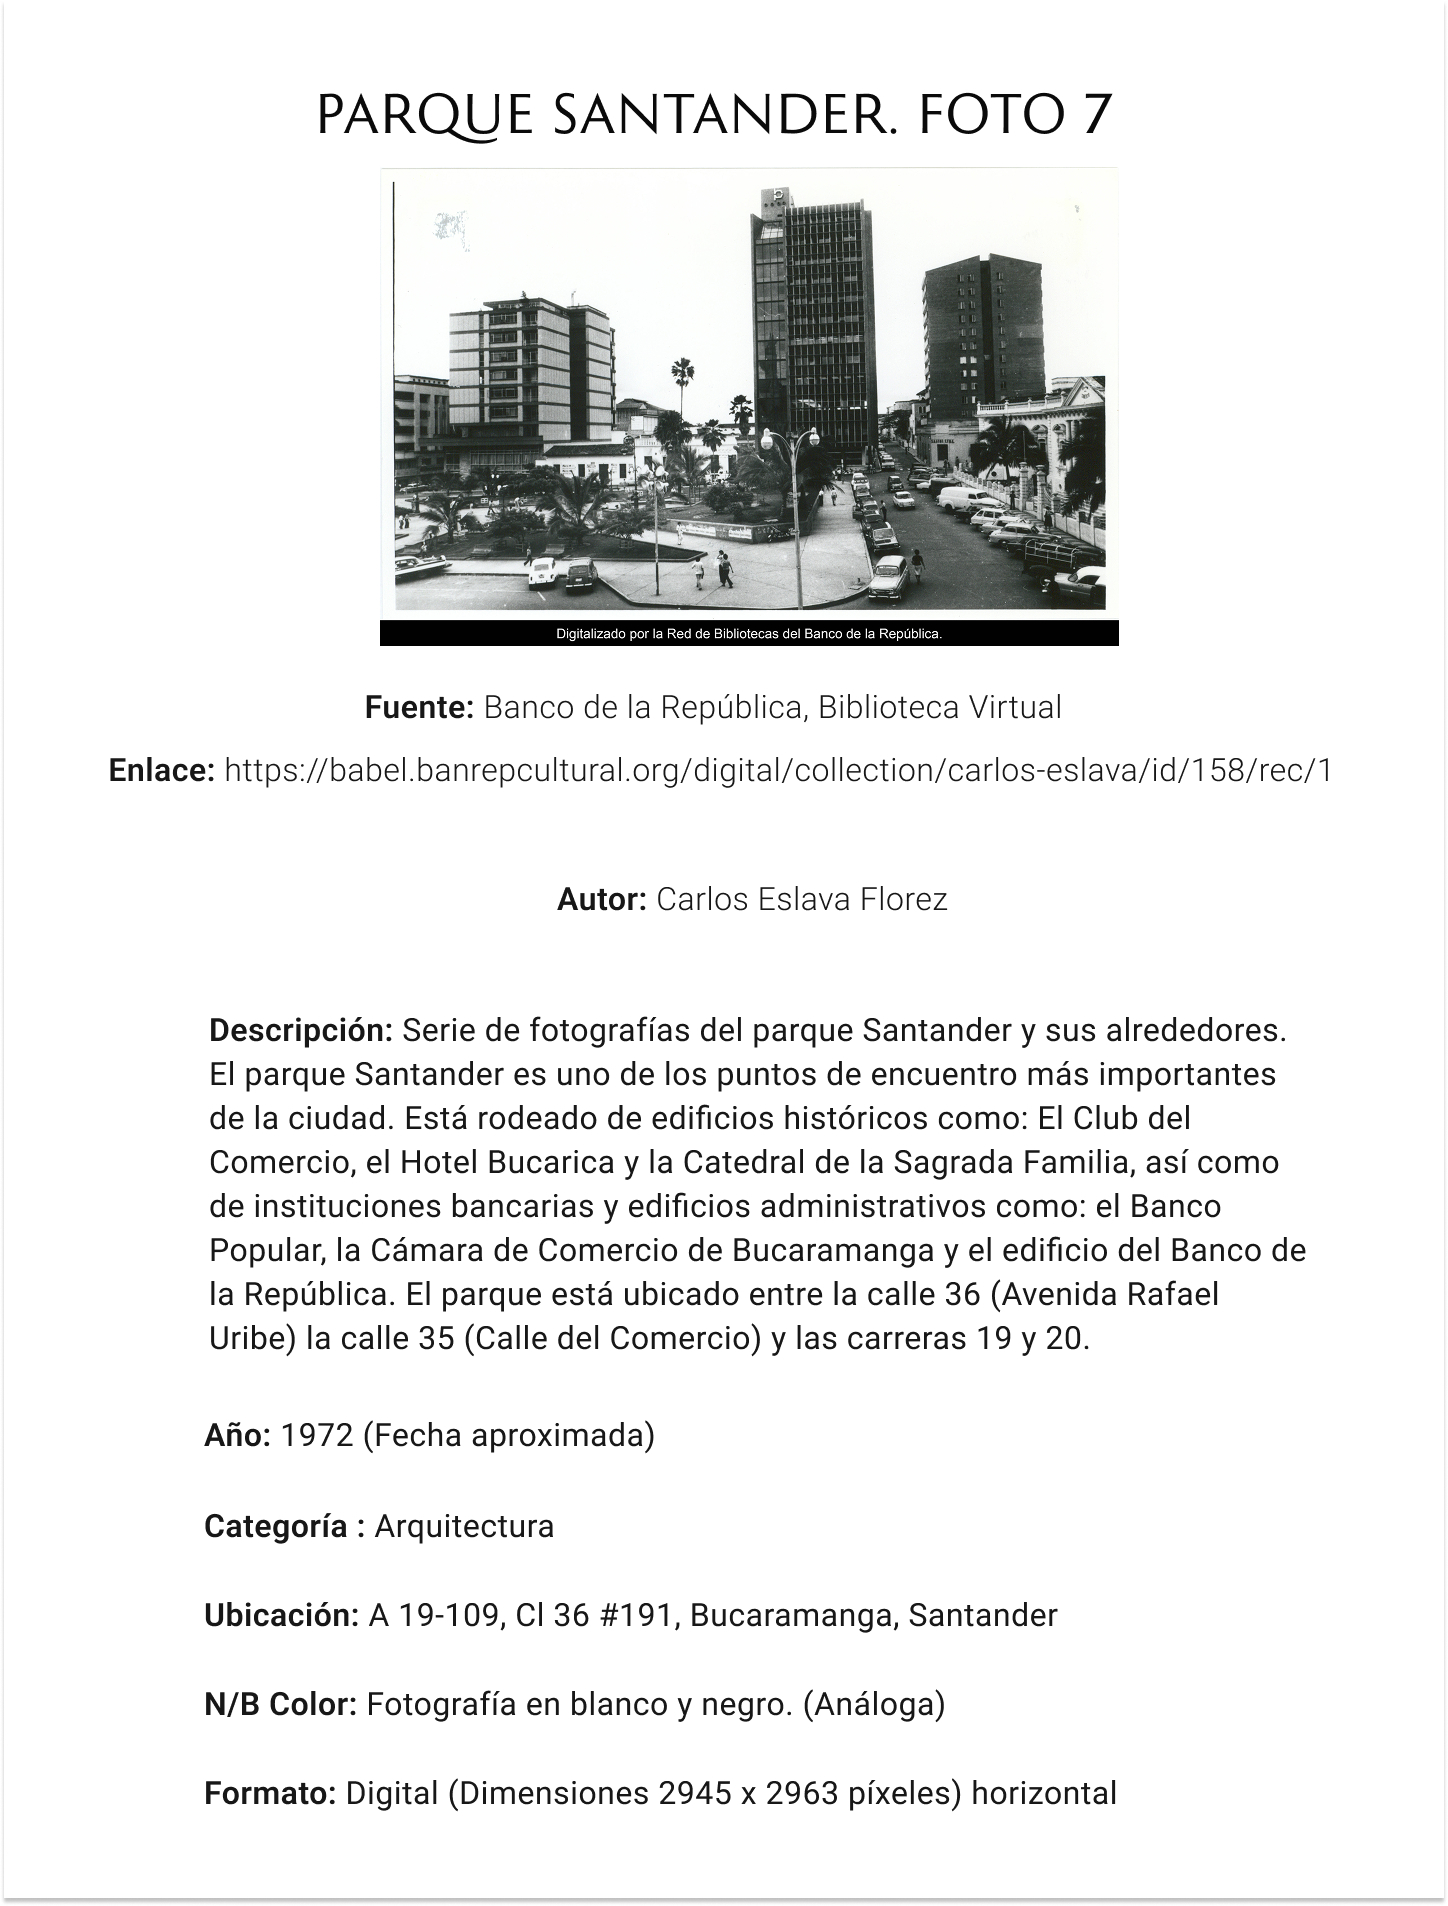 PARQUE SANTANDER. FOTO 7
Digitalizado por la Red de Bibliotecas del Banco de la República.
Fuente: Banco de la República, Biblioteca Virtual
Enlace: https://babel.banrepcultural.org/digital/collection/carlos-eslava/id/158/rec/1
Autor: Carlos Eslava Florez
Descripción: Serie de fotografías del parque Santander y sus alrededores.
El parque Santander es uno de los puntos de encuentro más importantes
de la ciudad. Está rodeado de edificios históricos como: El Club del
Comercio, el Hotel Bucarica y la Catedral de la Sagrada Familia, así como
de instituciones bancarias y edificios administrativos como: el Banco
Popular, la Cámara de Comercio de Bucaramanga y el edificio del Banco de
la República. El parque está ubicado entre la calle 36 (Avenida Rafael
Uribe) la calle 35 (Calle del Comercio) y las carreras 19 y 20.
Año: 1972 (Fecha aproximada)
Categoría : Arquitectura
Ubicación: A 19-109, Cl 36 #191, Bucaramanga, Santander
N/B Color: Fotografía en blanco y negro. (Análoga)
Formato: Digital (Dimensiones 2945 x 2963 píxeles) horizontal